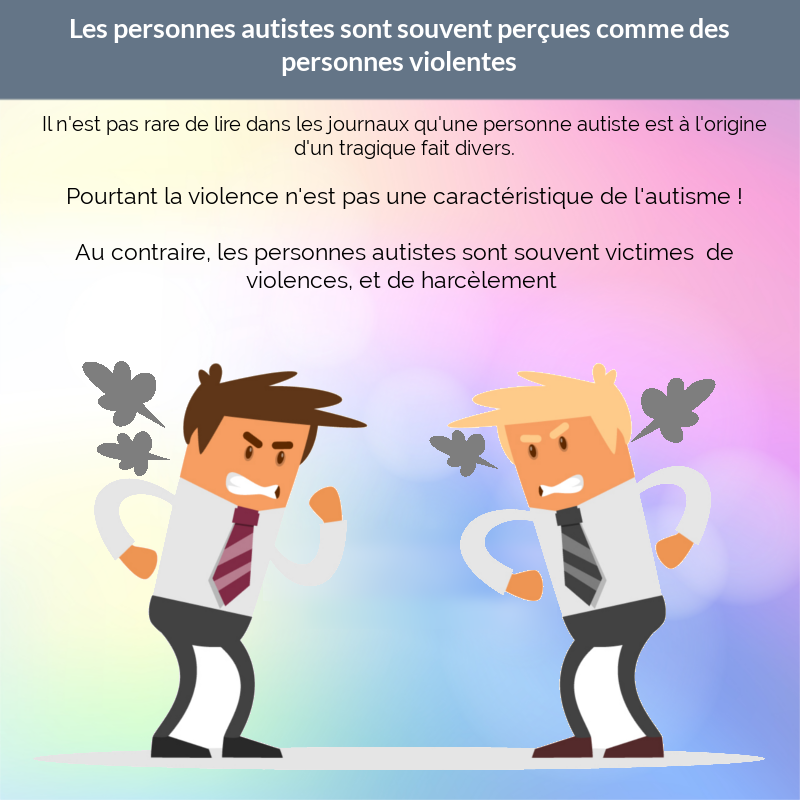 Les personnes autistes sont souvent perçues comme des
personnes violentes
Il n'est pas rare de lire dans les journaux qu'une personne autiste est à l'origine
d'un tragique fait divers.
Pourtant la violence n'est pas une caractéristique de l'autisme !
Au contraire, les personnes autistes sont souvent victimes  de
violences, et de harcèlement